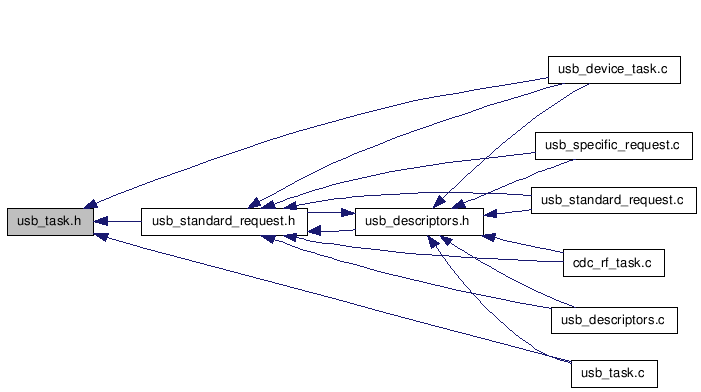 usb_device_task.c
usb_specific_request.c
usb_standard_request.c
usb_task.h
usb_standard_request.h
usb_descriptors.h
cdc_rf_task.c
usb_descriptors.c
usb_task.c